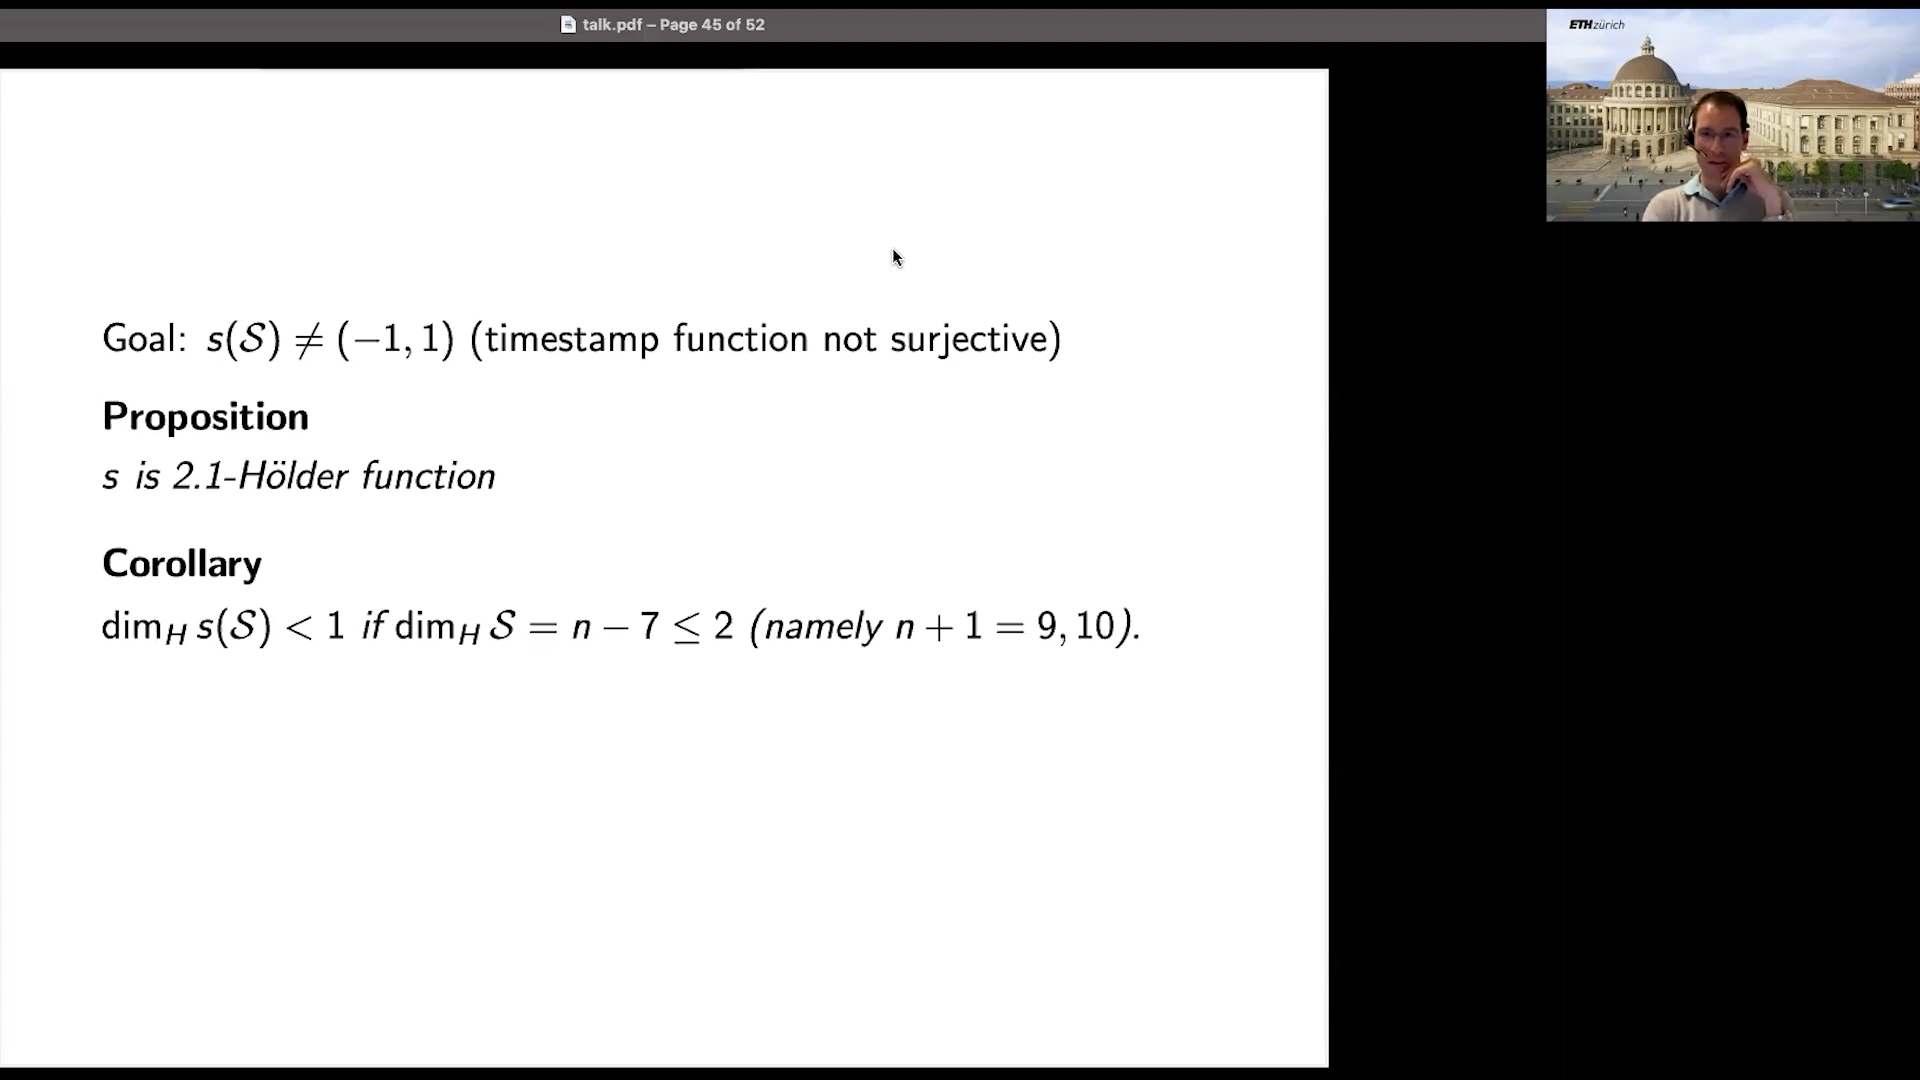 talk.pdf – Page 45 of 52
ETH zürich
Goal: s(𝒮) ≠ (−1, 1) (timestamp function not surjective)
Proposition
s is 2.1-Hölder function
Corollary
dim_H s(𝒮) < 1 if dim_H 𝒮 = n − 7 ≤ 2 (namely n + 1 = 9, 10).